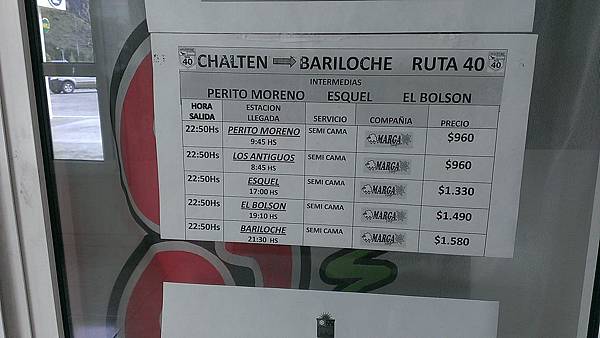 40 CHALTEN ⇒ BARILOCHE RUTA 40 40
INTERMEDIAS
PERITO MORENO ESQUEL EL BOLSON
HORA SALIDA ESTACION LLEGADA SERVICIO COMPAÑIA PRECIO
22:50Hs PERITO MORENO SEMI CAMA MARGA $960
9:45 HS
22:50Hs LOS ANTIGUOS SEMI CAMA MARGA $960
8:45 HS
22:50Hs ESQUEL SEMI CAMA MARGA $1.330
17:00 HS
22:50Hs EL BOLSON SEMI CAMA MARGA $1.490
19:10 HS
22:50Hs BARILOCHE SEMI CAMA MARGA $1.580
21:30 HS